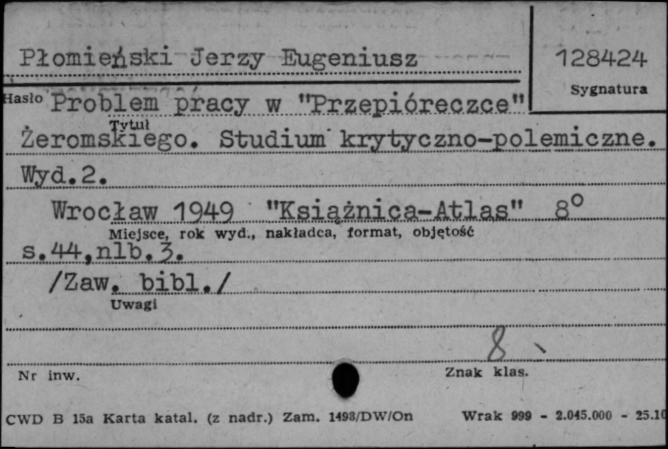 Płomieński Jerzy Eugeniusz
128424
Sygnatura
Hasło Problem pracy w "Przepióreczce"
Tytuł
Żeromskiego. Studium krytyczno-polemiczne.
Wyd.2.
Wrocław 1949 "Książnica-Atlas" 8°
Miejsce, rok wyd., nakładca, format, objętość
s.44,nlb.3.
/Zaw. bibl./
Uwagi
8
Nr inw.
Znak klas.
CWD B 15a Karta katal. (z nadr.) Zam. 1493/DW/On Wrak 999 - 2.045.000 - 25.10